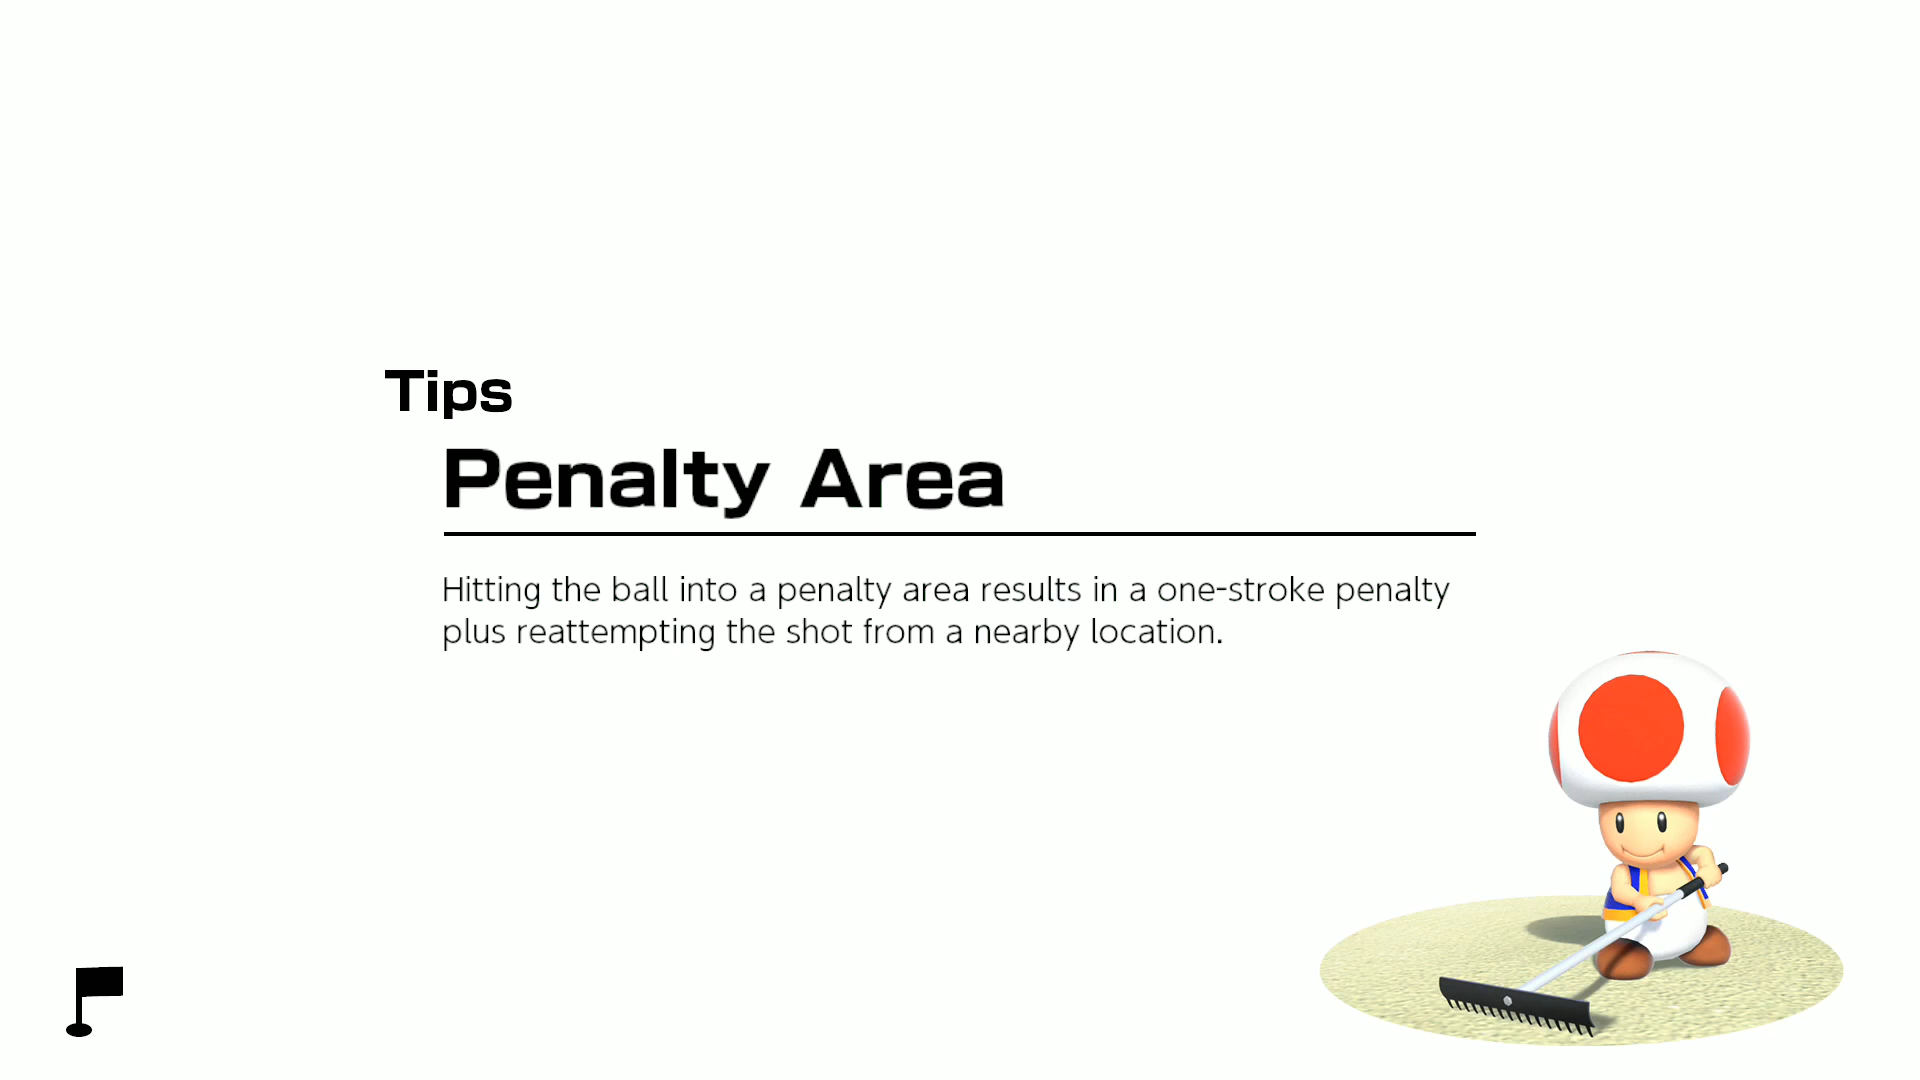 Tips
Penalty Area
Hitting the ball into a penalty area results in a one-stroke penalty
plus reattempting the shot from a nearby location.